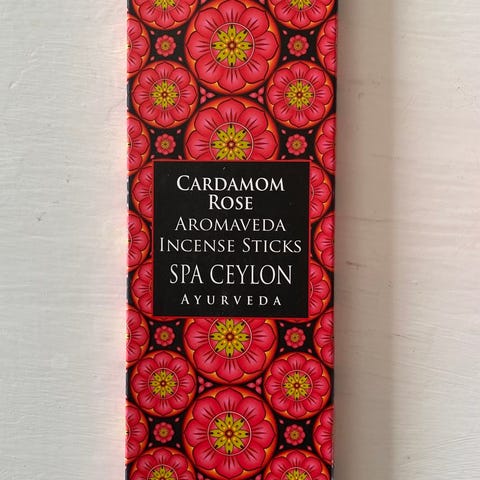 CARDAMOM
ROSE
AROMAVEDA
INCENSE STICKS
SPA CEYLON
AYURVEDA